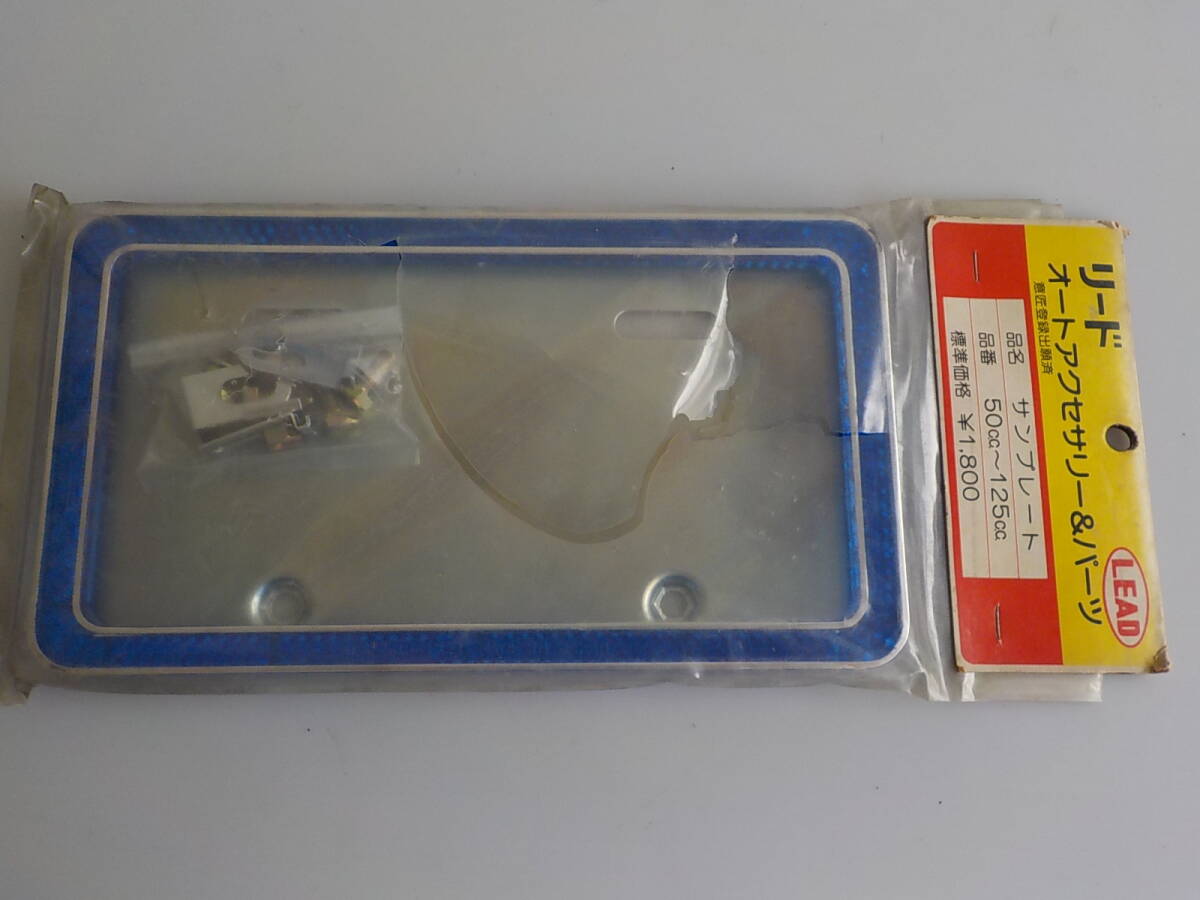 リード
オートアクセサリー&パーツ
意匠登録出願済
LEAD
品名 サンプレート
品番 50cc〜125cc
標準価格 ¥1,800